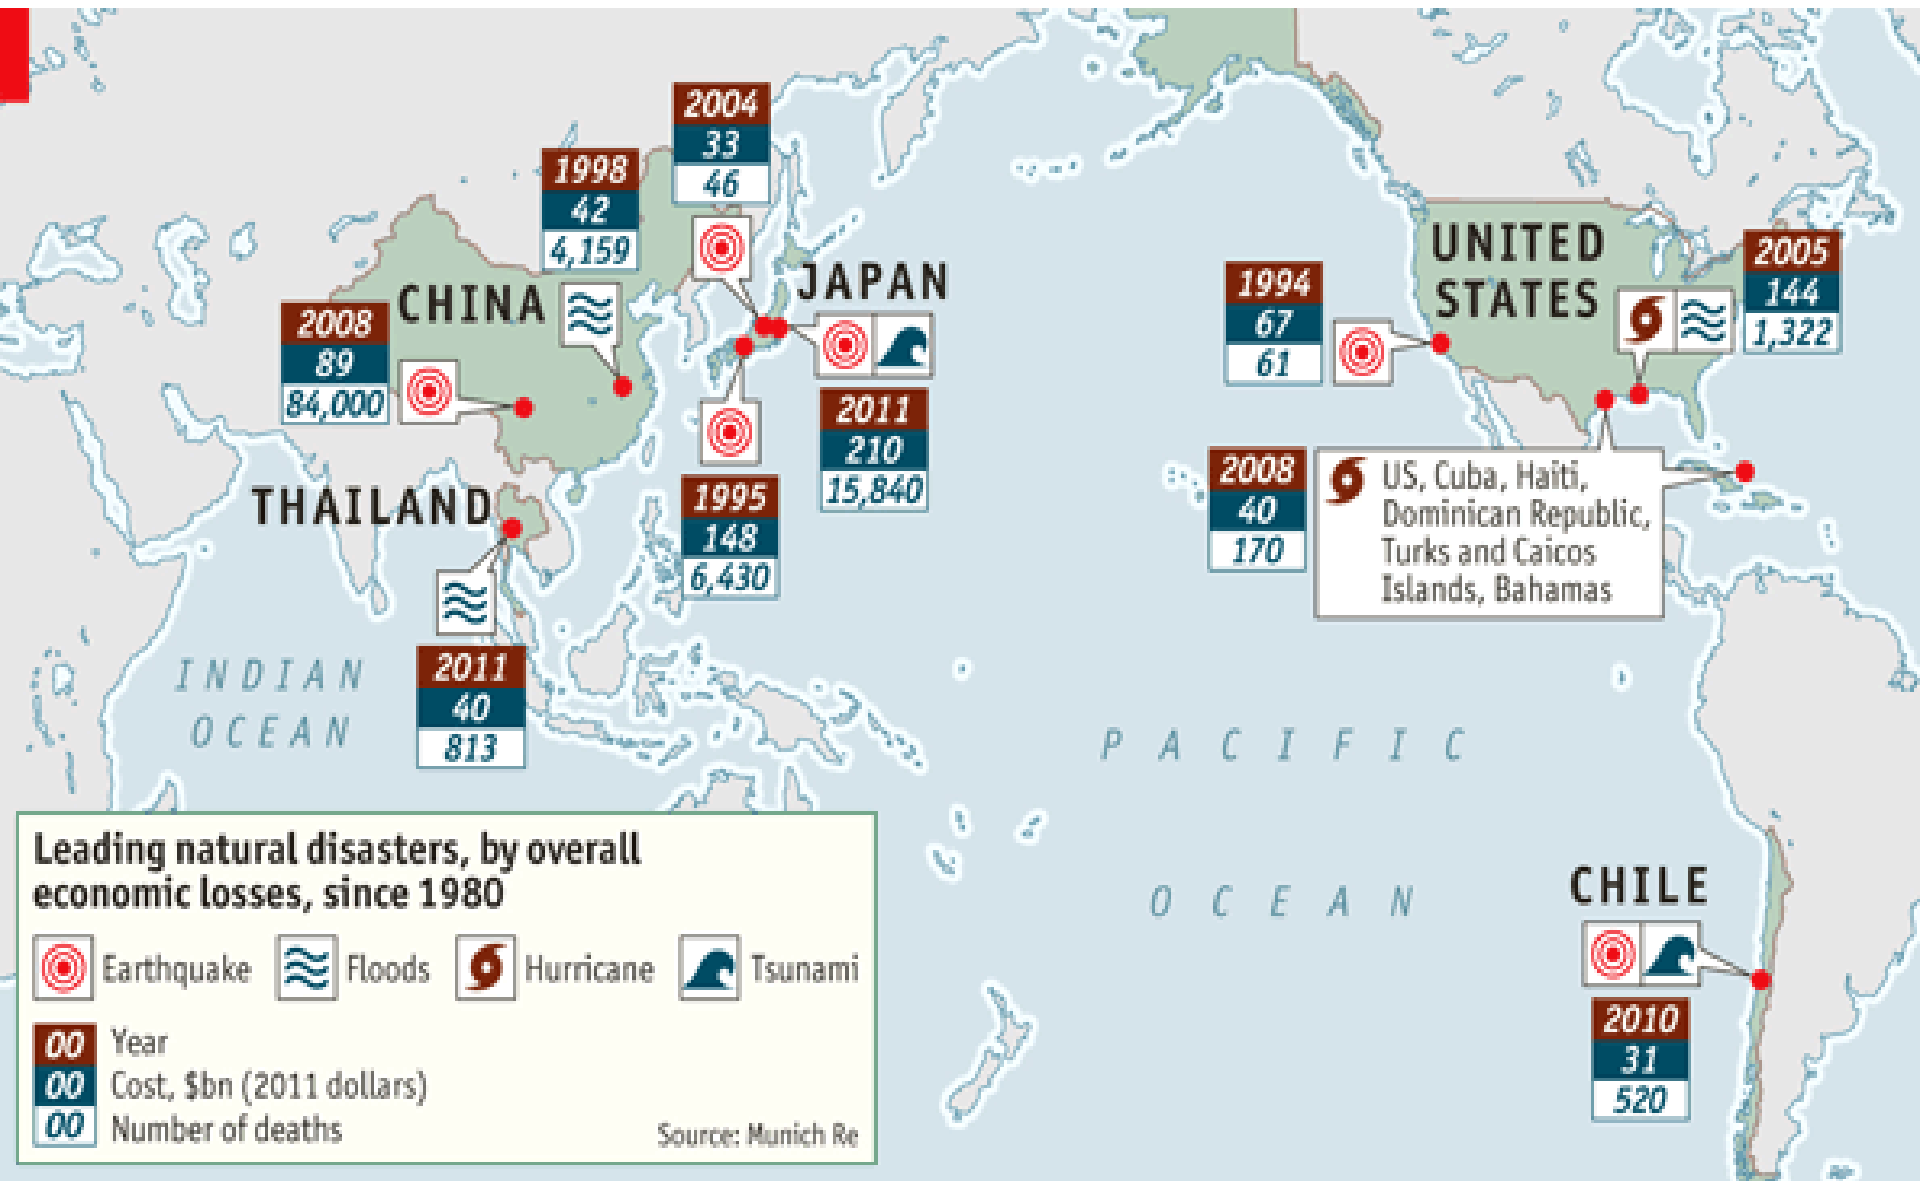 2004
33
46
1998
42
4,159
2008
89
84,000
CHINA
JAPAN
2011
210
15,840
1995
148
6,430
THAILAND
2011
40
813
UNITED
STATES
2005
144
1,322
1994
67
61
2008
40
170
US, Cuba, Haiti,
Dominican Republic,
Turks and Caicos
Islands, Bahamas
INDIAN
OCEAN
PACIFIC
OCEAN
CHILE
2010
31
520
Leading natural disasters, by overall
economic losses, since 1980
Earthquake Floods Hurricane Tsunami
00 Year
00 Cost, $bn (2011 dollars)
00 Number of deaths
Source: Munich Re